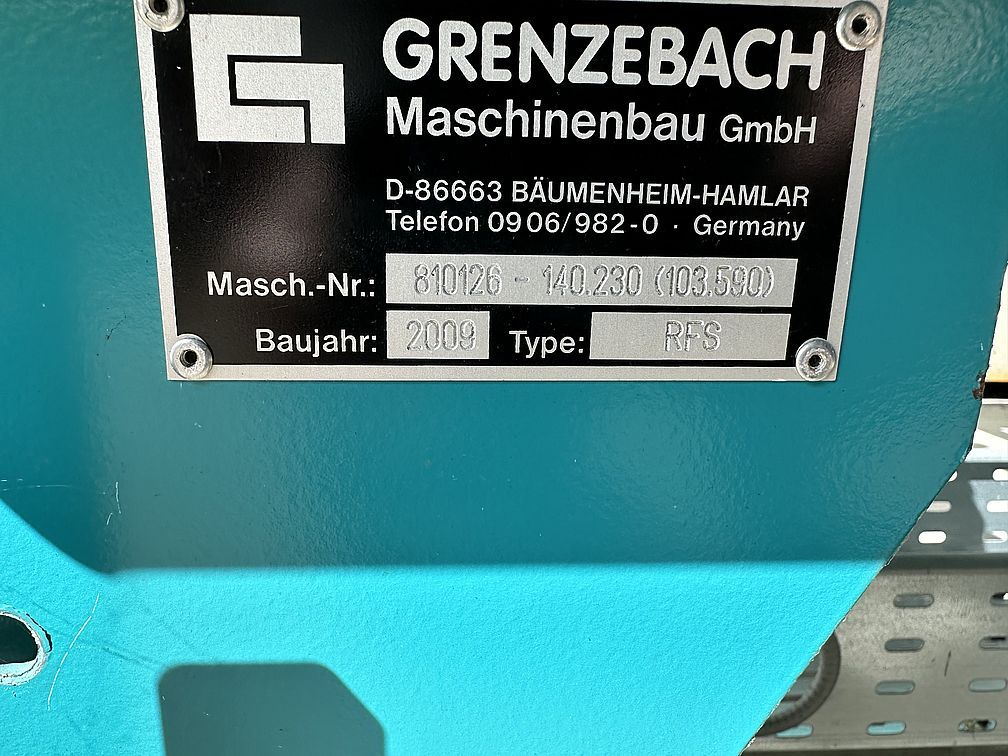 GRENZEBACH
Maschinenbau GmbH
D-86663 BÄUMENHEIM-HAMLAR
Telefon 0906/982-0 · Germany
Masch.-Nr.: 810126 - 140.230 (103.590)
Baujahr: 2009 Type: RFS